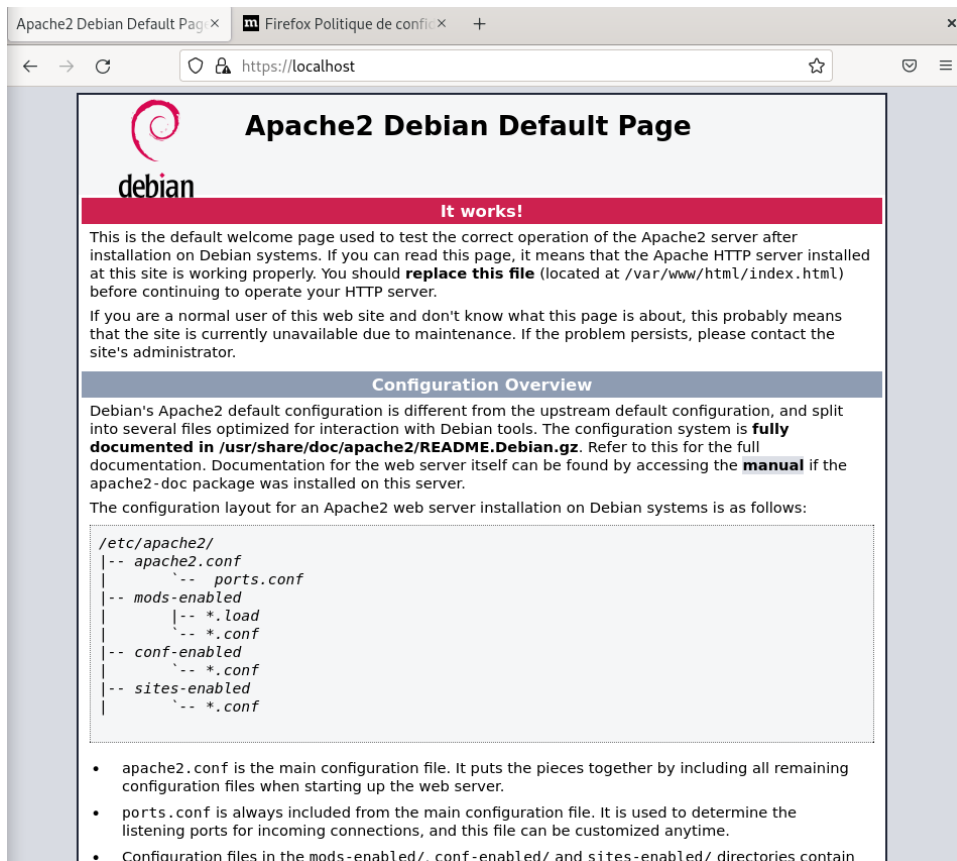 Apache2 Debian Default Page
Firefox Politique de confid
https://localhost
debian
Apache2 Debian Default Page
It works!
This is the default welcome page used to test the correct operation of the Apache2 server after
installation on Debian systems. If you can read this page, it means that the Apache HTTP server installed
at this site is working properly. You should replace this file (located at /var/www/html/index.html)
before continuing to operate your HTTP server.
If you are a normal user of this web site and don't know what this page is about, this probably means
that the site is currently unavailable due to maintenance. If the problem persists, please contact the
site's administrator.
Configuration Overview
Debian's Apache2 default configuration is different from the upstream default configuration, and split
into several files optimized for interaction with Debian tools. The configuration system is fully
documented in /usr/share/doc/apache2/README.Debian.gz. Refer to this for the full
documentation. Documentation for the web server itself can be found by accessing the manual if the
apache2-doc package was installed on this server.
The configuration layout for an Apache2 web server installation on Debian systems is as follows:
/etc/apache2/
|-- apache2.conf
|       `--  ports.conf
|-- mods-enabled
|       |-- *.load
|       `-- *.conf
|-- conf-enabled
|       `-- *.conf
|-- sites-enabled
|       `-- *.conf
• apache2.conf is the main configuration file. It puts the pieces together by including all remaining
configuration files when starting up the web server.
• ports.conf is always included from the main configuration file. It is used to determine the
listening ports for incoming connections, and this file can be customized anytime.
• Configuration files in the mods-enabled/, conf-enabled/ and sites-enabled/ directories contain